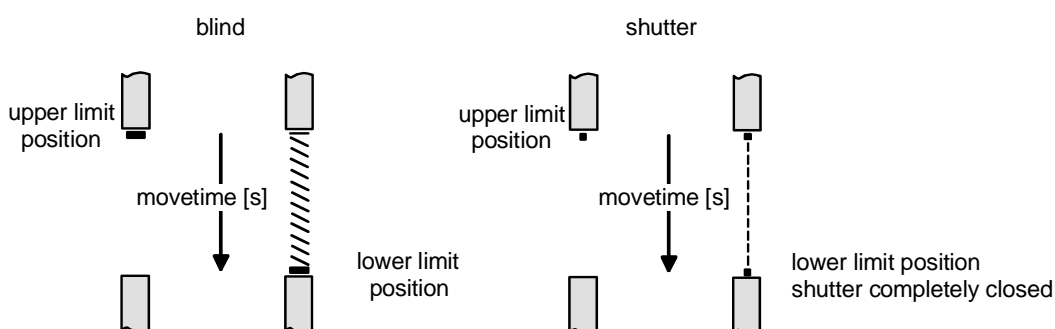 blind
shutter
upper limit
position
upper limit
position
movetime [s]
movetime [s]
lower limit
position
lower limit position
shutter completely closed